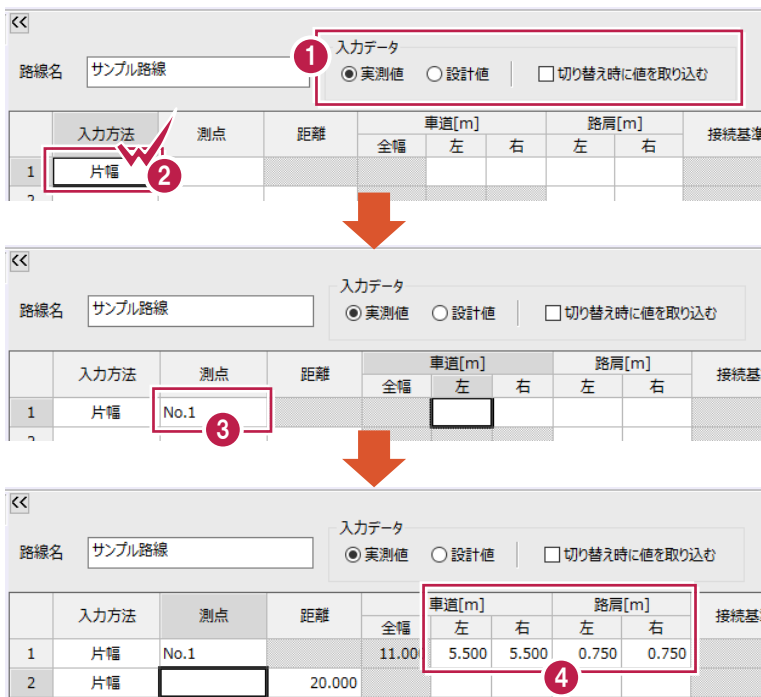 <<
1
入力データ
路線名 サンプル路線 実測値 設計値 切り替え時に値を取り込む
入力方法 測点 距離 車道[m] 路肩[m] 接続基準
全幅 左 右 左 右
1 片幅 2
2
<<
入力データ
路線名 サンプル路線 実測値 設計値 切り替え時に値を取り込む
入力方法 測点 距離 車道[m] 路肩[m] 接続基
全幅 左 右 左 右
1 片幅 No.1
3
2
<<
入力データ
路線名 サンプル路線 実測値 設計値 切り替え時に値を取り込む
入力方法 測点 距離 車道[m] 路肩[m] 接続基
全幅 左 右 左 右
1 片幅 No.1 11.000 5.500 5.500 0.750 0.750
2 片幅 20.000 4